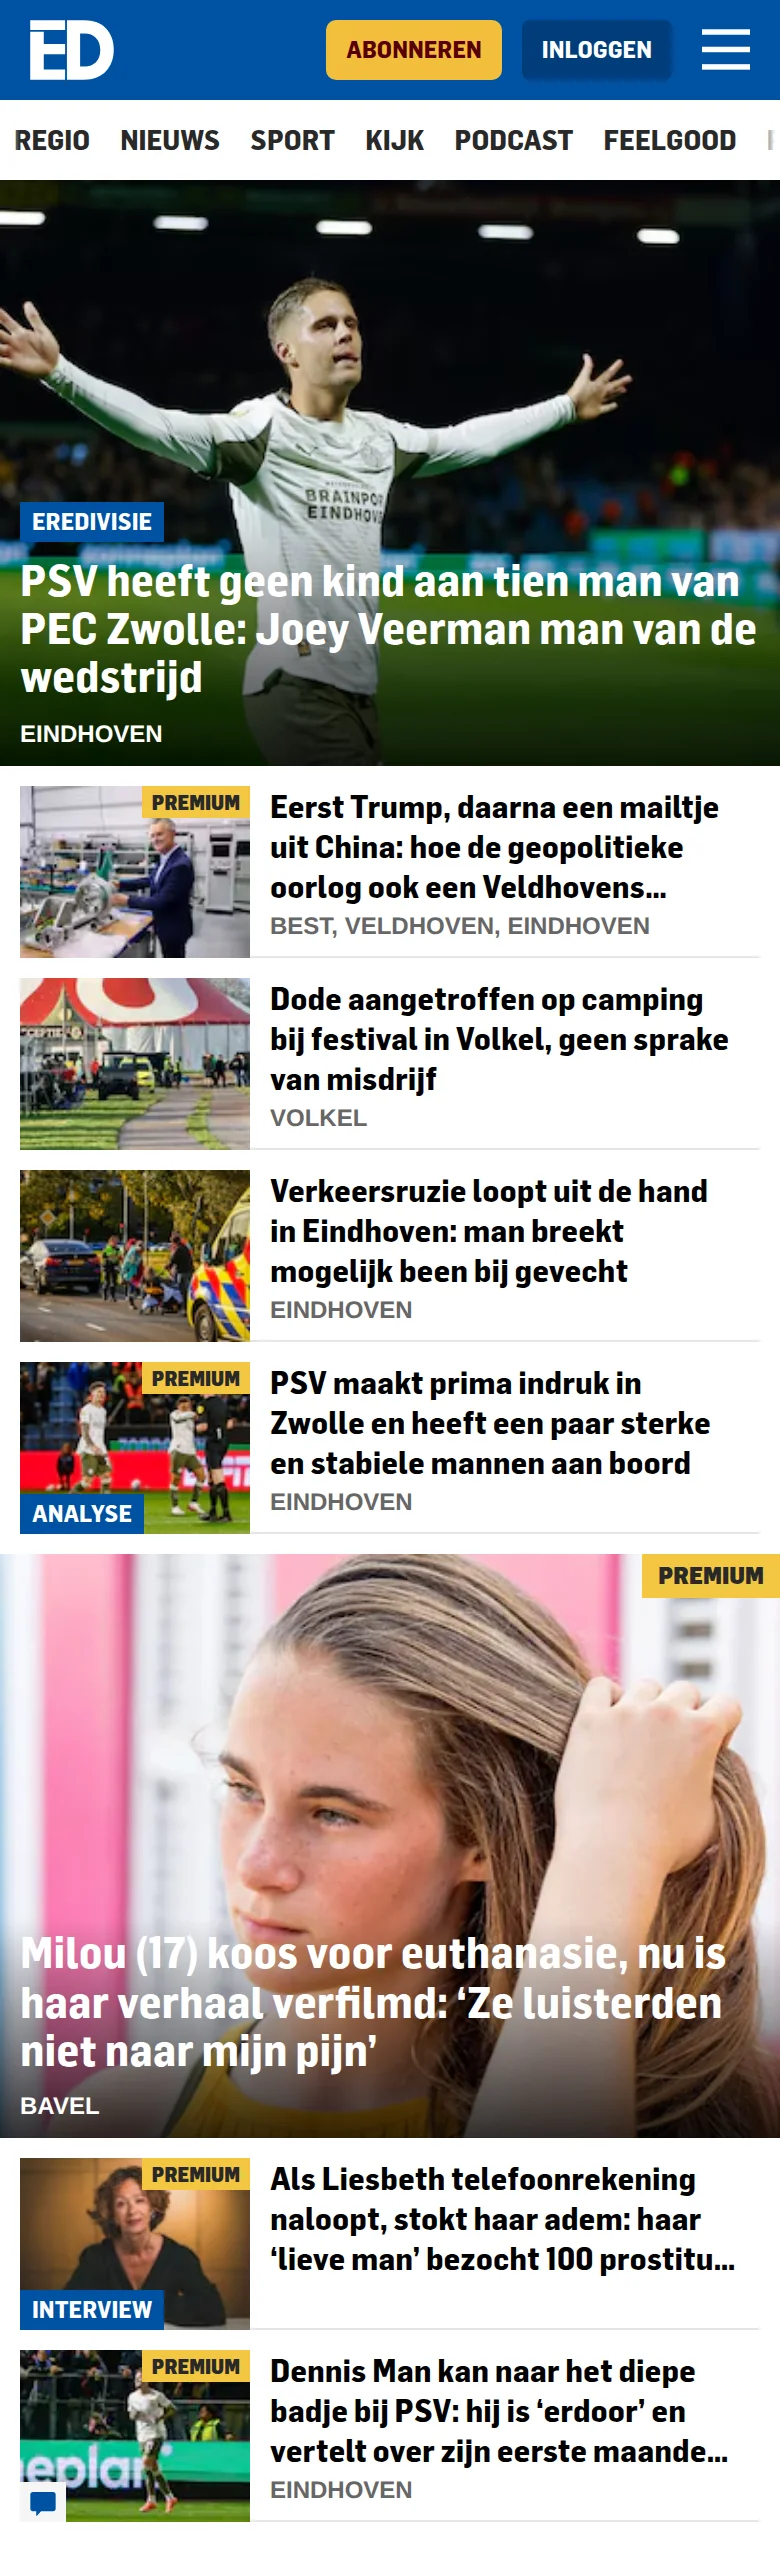 ED
ABONNEREN
INLOGGEN
REGIO NIEUWS SPORT KIJK PODCAST FEELGOOD
BRAINPOR
EINDHOV
EREDIVISIE
PSV heeft geen kind aan tien man van
PEC Zwolle: Joey Veerman man van de
wedstrijd
EINDHOVEN
PREMIUM
Eerst Trump, daarna een mailtje
uit China: hoe de geopolitieke
oorlog ook een Veldhovens...
BEST, VELDHOVEN, EINDHOVEN
Dode aangetroffen op camping
bij festival in Volkel, geen sprake
van misdrijf
VOLKEL
Verkeersruzie loopt uit de hand
in Eindhoven: man breekt
mogelijk been bij gevecht
EINDHOVEN
PREMIUM
ANALYSE
PSV maakt prima indruk in
Zwolle en heeft een paar sterke
en stabiele mannen aan boord
EINDHOVEN
PREMIUM
Milou (17) koos voor euthanasie, nu is
haar verhaal verfilmd: ‘Ze luisterden
niet naar mijn pijn’
BAVEL
PREMIUM
INTERVIEW
Als Liesbeth telefoonrekening
naloopt, stokt haar adem: haar
‘lieve man’ bezocht 100 prostitu...
PREMIUM
eplan
Dennis Man kan naar het diepe
badje bij PSV: hij is ‘erdoor’ en
vertelt over zijn eerste maande...
EINDHOVEN